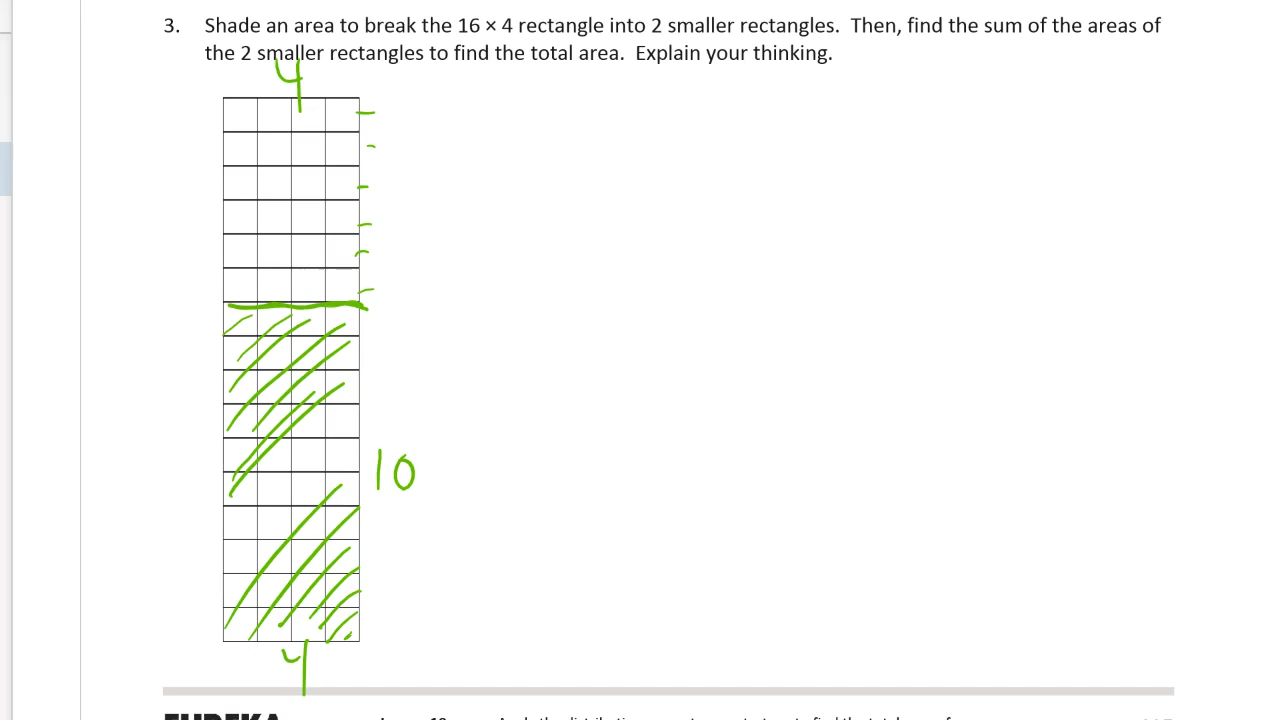 3. Shade an area to break the 16 × 4 rectangle into 2 smaller rectangles. Then, find the sum of the areas of
the 2 smaller rectangles to find the total area. Explain your thinking.
4
10
4
EUREKA